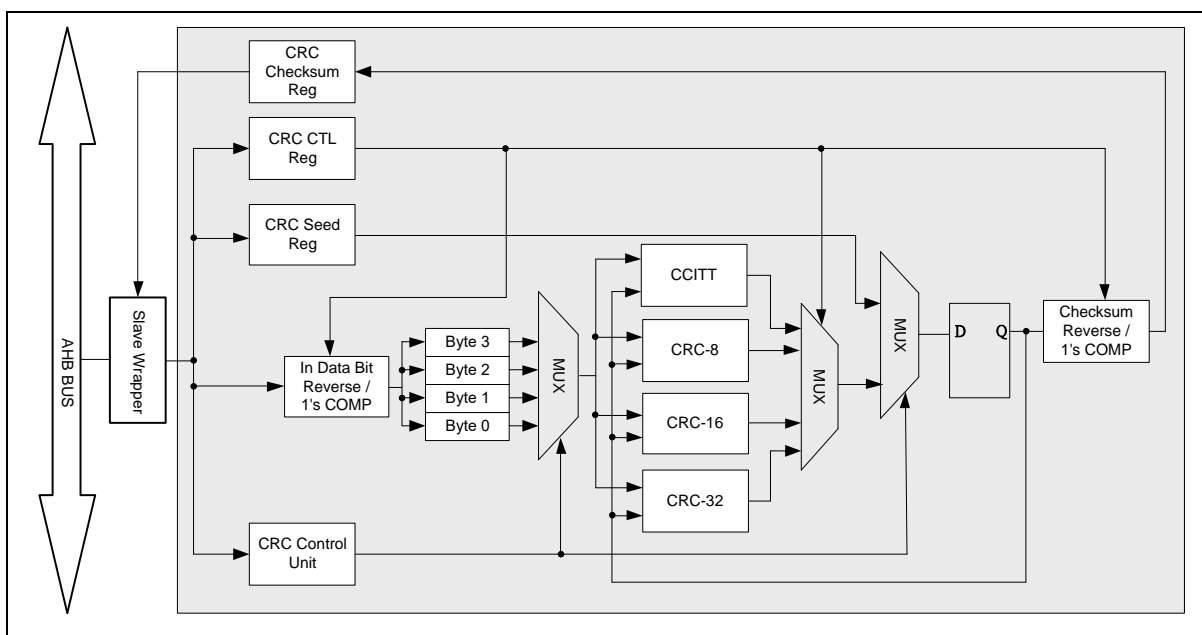 CRC
Checksum
Reg
CRC CTL
Reg
CRC Seed
Reg
AHB BUS
Slave Wrapper
In Data Bit
Reverse /
1's COMP
Byte 3
Byte 2
Byte 1
Byte 0
MUX
CCITT
CRC-8
CRC-16
CRC-32
MUX
MUX
D Q
Checksum
Reverse /
1's COMP
CRC Control
Unit